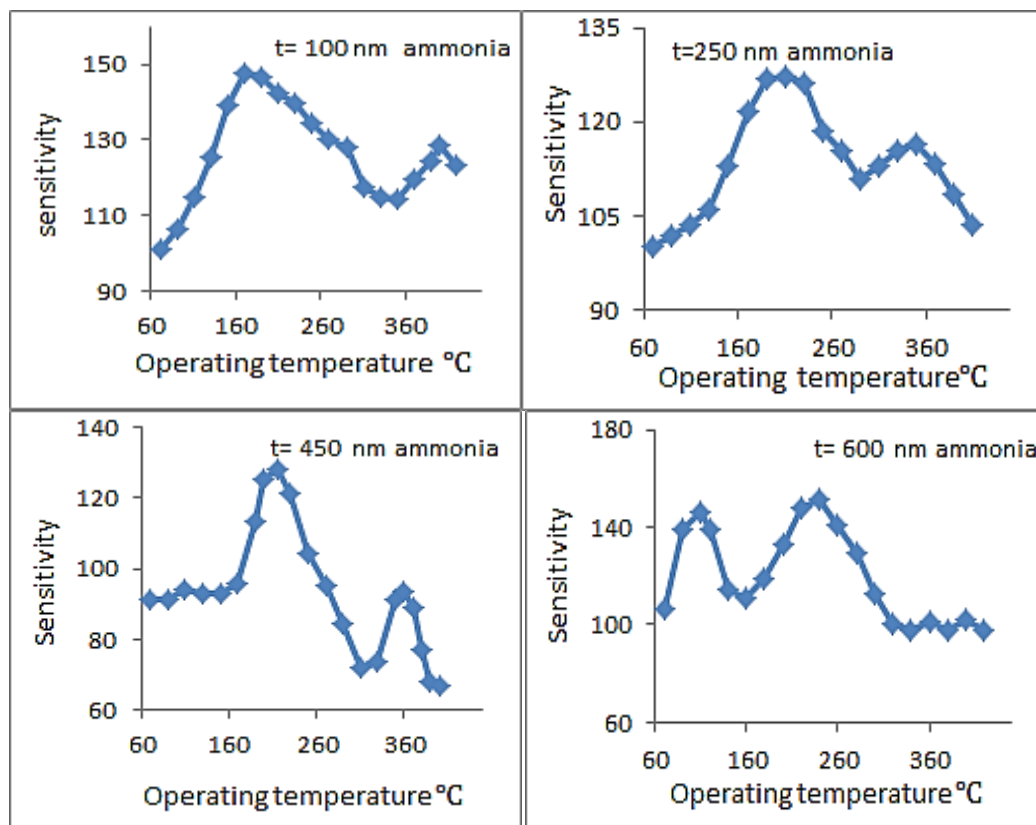 t= 100 nm ammonia
150
130
110
90
sensitivity
60 160 260 360
Operating temperature ℃
t=250 nm ammonia
135
120
105
90
Sensitivity
60 160 260 360
Operating temperature℃
t= 450 nm ammonia
140
120
100
80
60
Sensitivity
60 160 260 360
Operating temperature ℃
t= 600 nm ammonia
180
140
100
60
Sensitivity
60 160 260 360
Operating temperature ℃